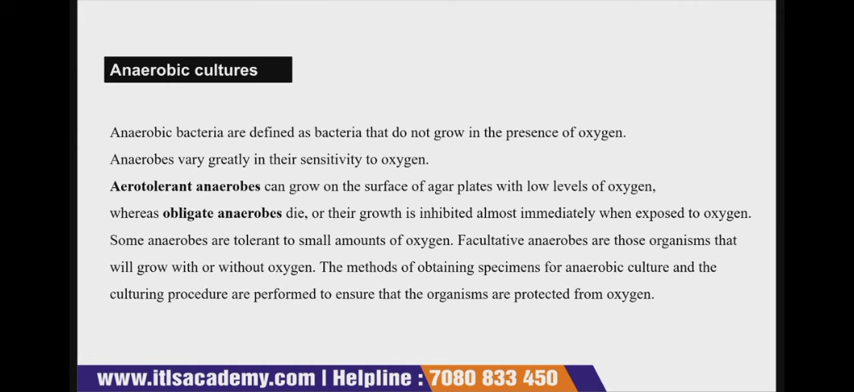 Anaerobic cultures
Anaerobic bacteria are defined as bacteria that do not grow in the presence of oxygen.
Anaerobes vary greatly in their sensitivity to oxygen.
Aerotolerant anaerobes can grow on the surface of agar plates with low levels of oxygen,
whereas obligate anaerobes die, or their growth is inhibited almost immediately when exposed to oxygen.
Some anaerobes are tolerant to small amounts of oxygen. Facultative anaerobes are those organisms that
will grow with or without oxygen. The methods of obtaining specimens for anaerobic culture and the
culturing procedure are performed to ensure that the organisms are protected from oxygen.
www.itlsacademy.com | Helpline : 7080 833 450